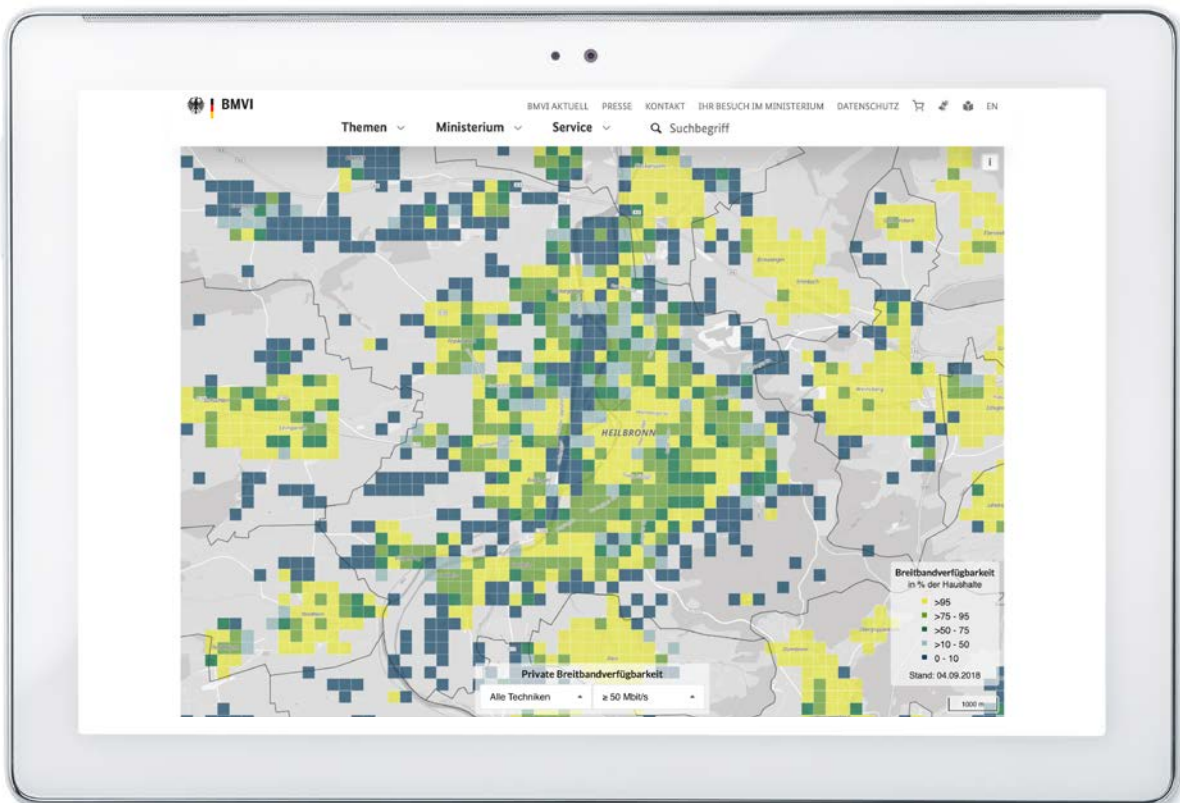 BMVI
BMVI AKTUELL PRESSE KONTAKT IHR BESUCH IM MINISTERIUM DATENSCHUTZ EN
Themen Ministerium Service Suchbegriff
i
HEILBRONN
Breitbandverfügbarkeit
in % der Haushalte
>95
>75 - 95
>50 - 75
>10 - 50
0 - 10
Stand: 04.09.2018
Private Breitbandverfügbarkeit
Alle Techniken ≥ 50 Mbit/s
1000 m